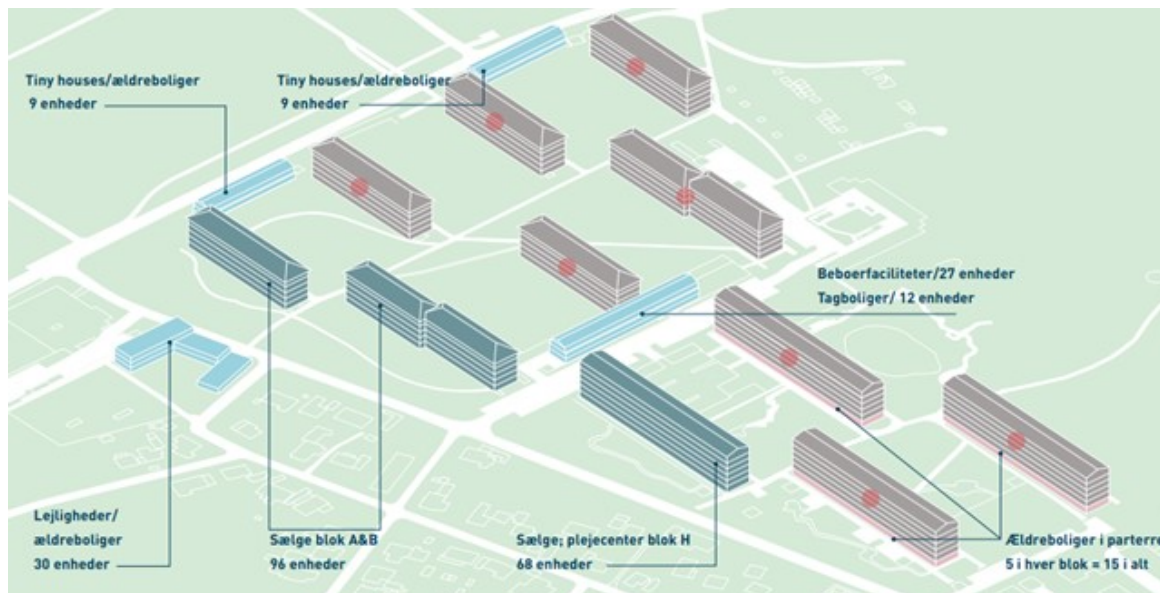 Tiny houses/ældreboliger
9 enheder
Tiny houses/ældreboliger
9 enheder
Beboerfaciliteter/27 enheder
Tagboliger/ 12 enheder
Lejligheder/
ældreboliger
30 enheder
Sælge blok A&B
96 enheder
Sælge; plejecenter blok H
68 enheder
Ældreboliger i parterre
5 i hver blok = 15 i alt